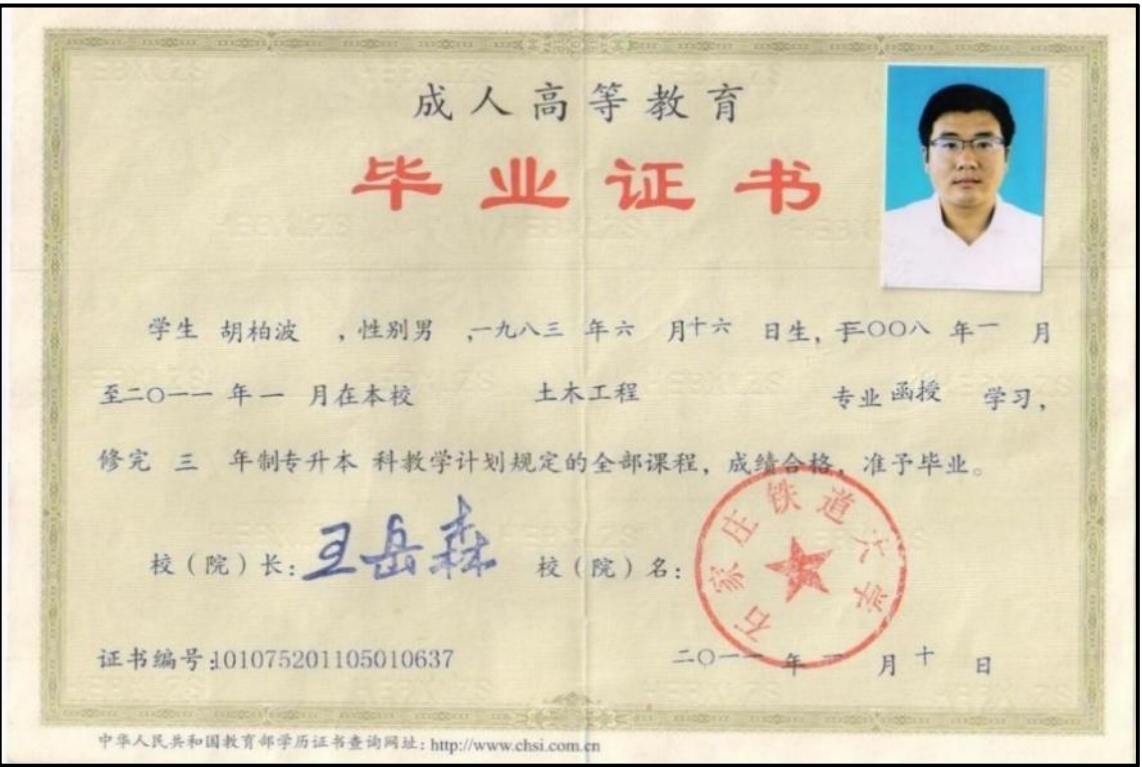 成人高等教育
毕业证书
学生 胡柏波 ，性别男 ，一九八三 年六 月十六 日生，于二〇〇八 年一 月
至二〇一一 年一 月在本校 土木工程 专业 函授 学习，
修完 三 年制专升本 科教学计划规定的全部课程，成绩合格，准予毕业。
校（院）长：王岳森 校（院）名：
石家庄铁道大学
证书编号：101075201105010637
二〇一一 年 一 月 十 日
中华人民共和国教育部学历证书查询网址：http://www.chsi.com.cn